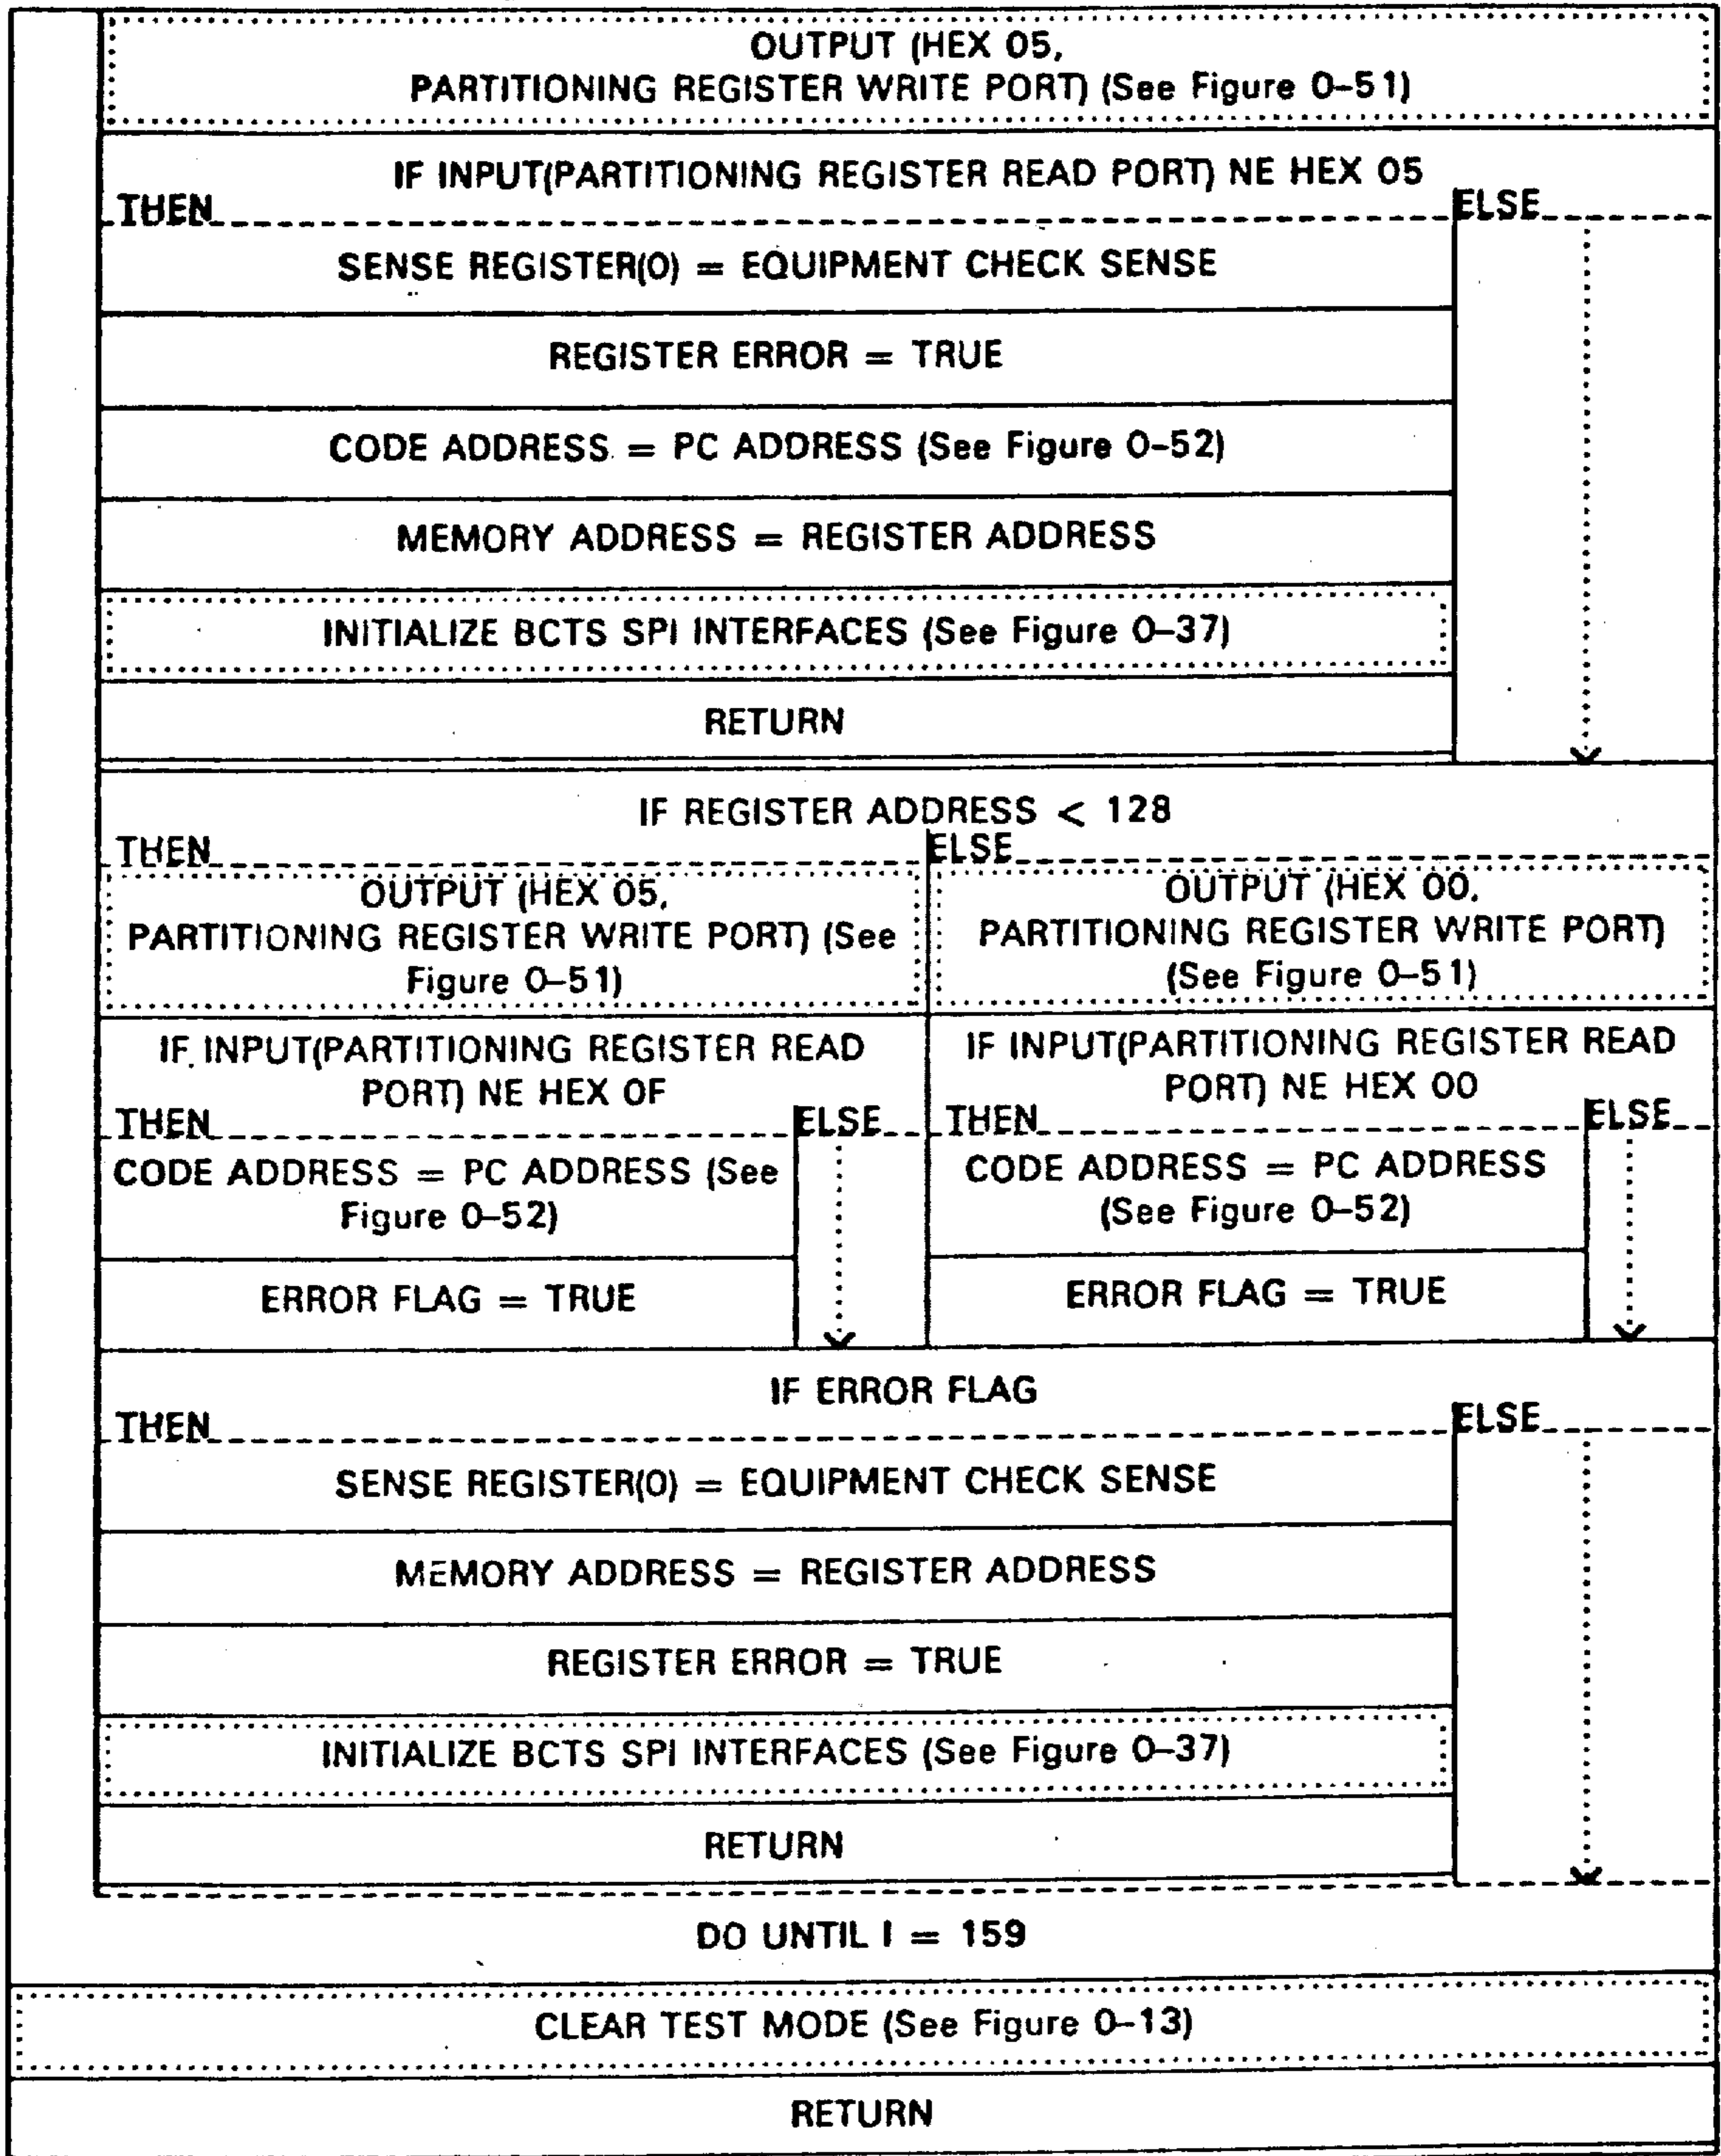 OUTPUT (HEX 05,
PARTITIONING REGISTER WRITE PORT) (See Figure 0-51)
IF INPUT(PARTITIONING REGISTER READ PORT) NE HEX 05
THEN
ELSE
SENSE REGISTER(0) = EQUIPMENT CHECK SENSE
REGISTER ERROR = TRUE
CODE ADDRESS = PC ADDRESS (See Figure 0-52)
MEMORY ADDRESS = REGISTER ADDRESS
INITIALIZE BCTS SPI INTERFACES (See Figure 0-37)
RETURN
IF REGISTER ADDRESS < 128
THEN
ELSE
OUTPUT (HEX 05,
PARTITIONING REGISTER WRITE PORT) (See
Figure 0-51)
OUTPUT (HEX 00,
PARTITIONING REGISTER WRITE PORT)
(See Figure 0-51)
IF INPUT(PARTITIONING REGISTER READ
PORT) NE HEX 0F
THEN
ELSE
CODE ADDRESS = PC ADDRESS (See
Figure 0-52)
ERROR FLAG = TRUE
IF INPUT(PARTITIONING REGISTER READ
PORT) NE HEX 00
THEN
ELSE
CODE ADDRESS = PC ADDRESS
(See Figure 0-52)
ERROR FLAG = TRUE
IF ERROR FLAG
THEN
ELSE
SENSE REGISTER(0) = EQUIPMENT CHECK SENSE
MEMORY ADDRESS = REGISTER ADDRESS
REGISTER ERROR = TRUE
INITIALIZE BCTS SPI INTERFACES (See Figure 0-37)
RETURN
DO UNTIL I = 159
CLEAR TEST MODE (See Figure 0-13)
RETURN